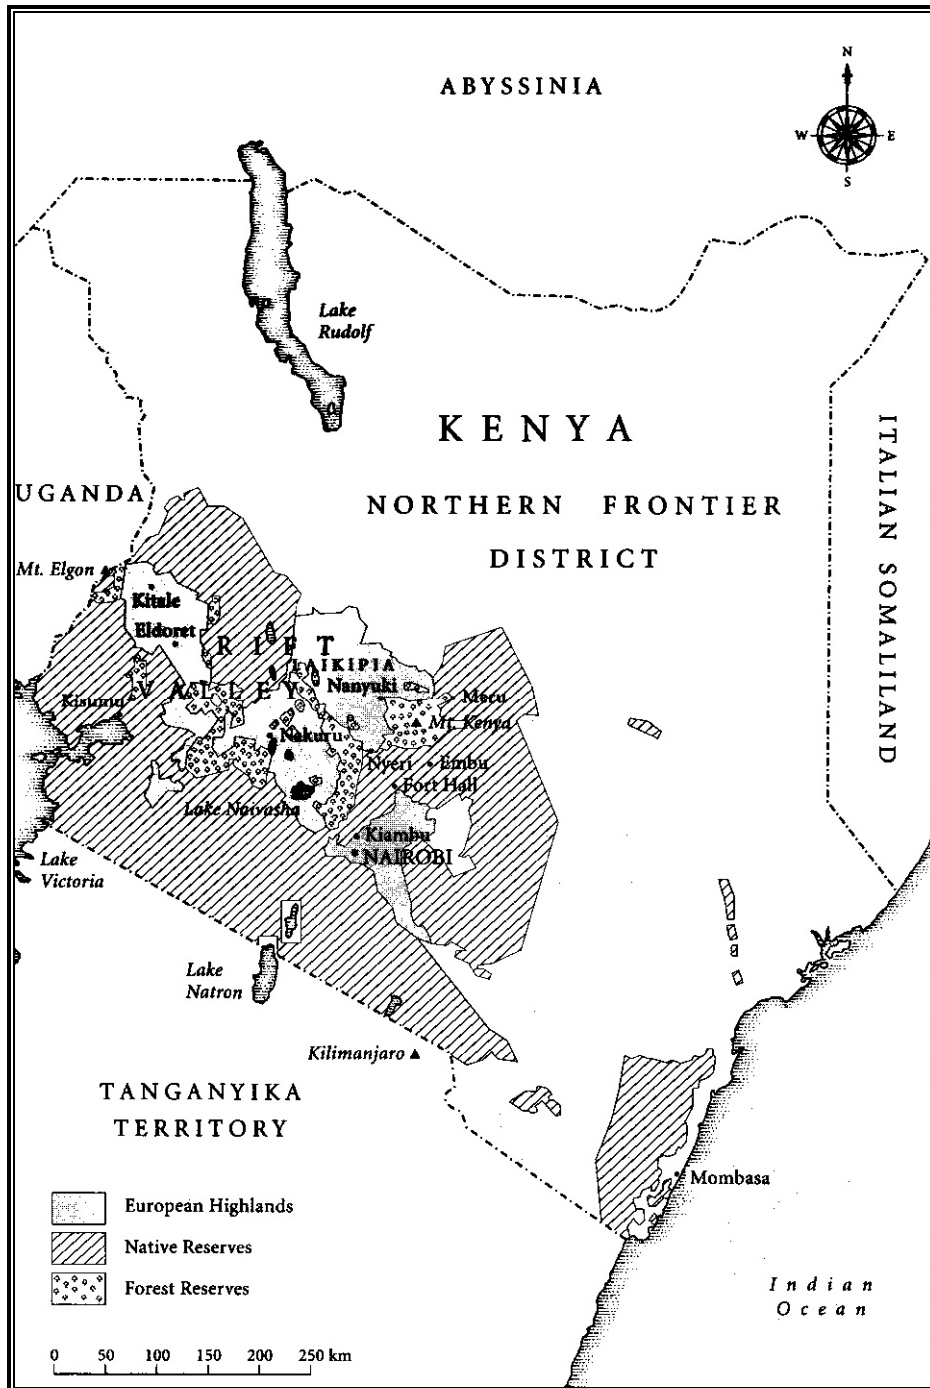 ABYSSINIA
N
W
E
S
Lake
Rudolf
KENYA
UGANDA
NORTHERN FRONTIER
DISTRICT
ITALIAN SOMALILAND
Mt. Elgon
Kitale
Eldoret
RIFT
VALLEY
LAIKIPIA
Nanyuki
Meru
Kisumu
Mt. Kenya
Nakuru
Nyeri
Embu
Fort Hall
Lake Naivasha
Kiambu
NAIROBI
Lake
Victoria
Lake
Natron
Kilimanjaro
TANGANYIKA
TERRITORY
Mombasa
European Highlands
Native Reserves
Forest Reserves
Indian
Ocean
0 50 100 150 200 250 km